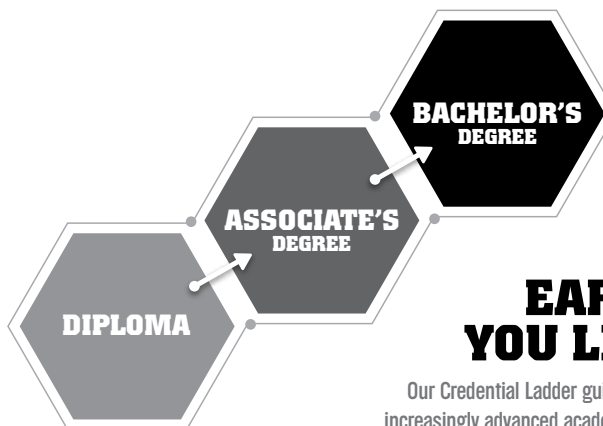 BACHELOR'S
DEGREE
ASSOCIATE'S
DEGREE
DIPLOMA
YOU
Our Credential Ladder
increasingly advanced